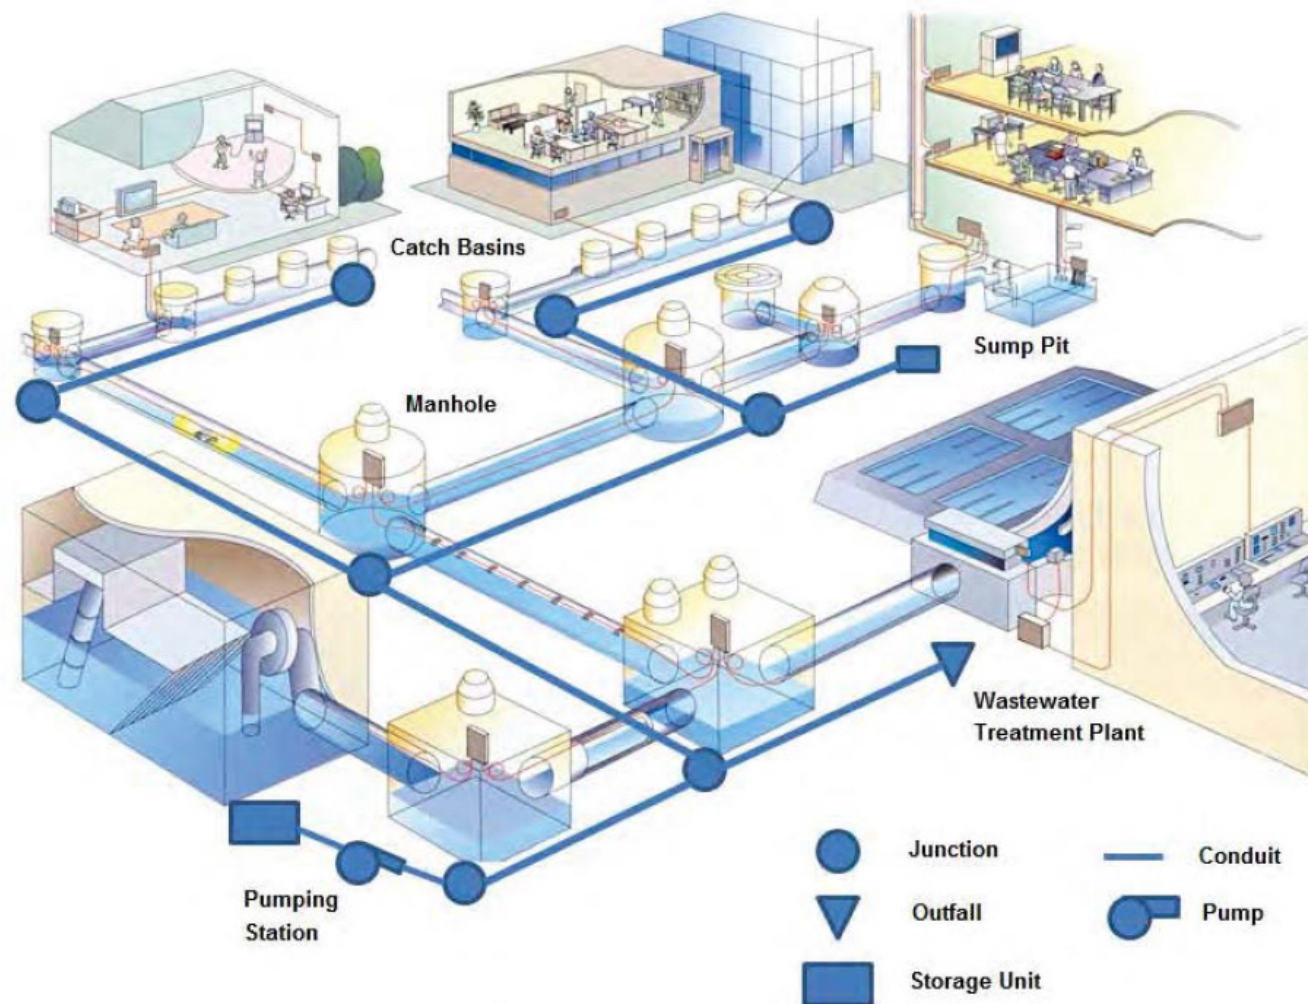 Catch Basins
Sump Pit
Manhole
Wastewater
Treatment Plant
Pumping
Station
Junction
Conduit
Outfall
Pump
Storage Unit